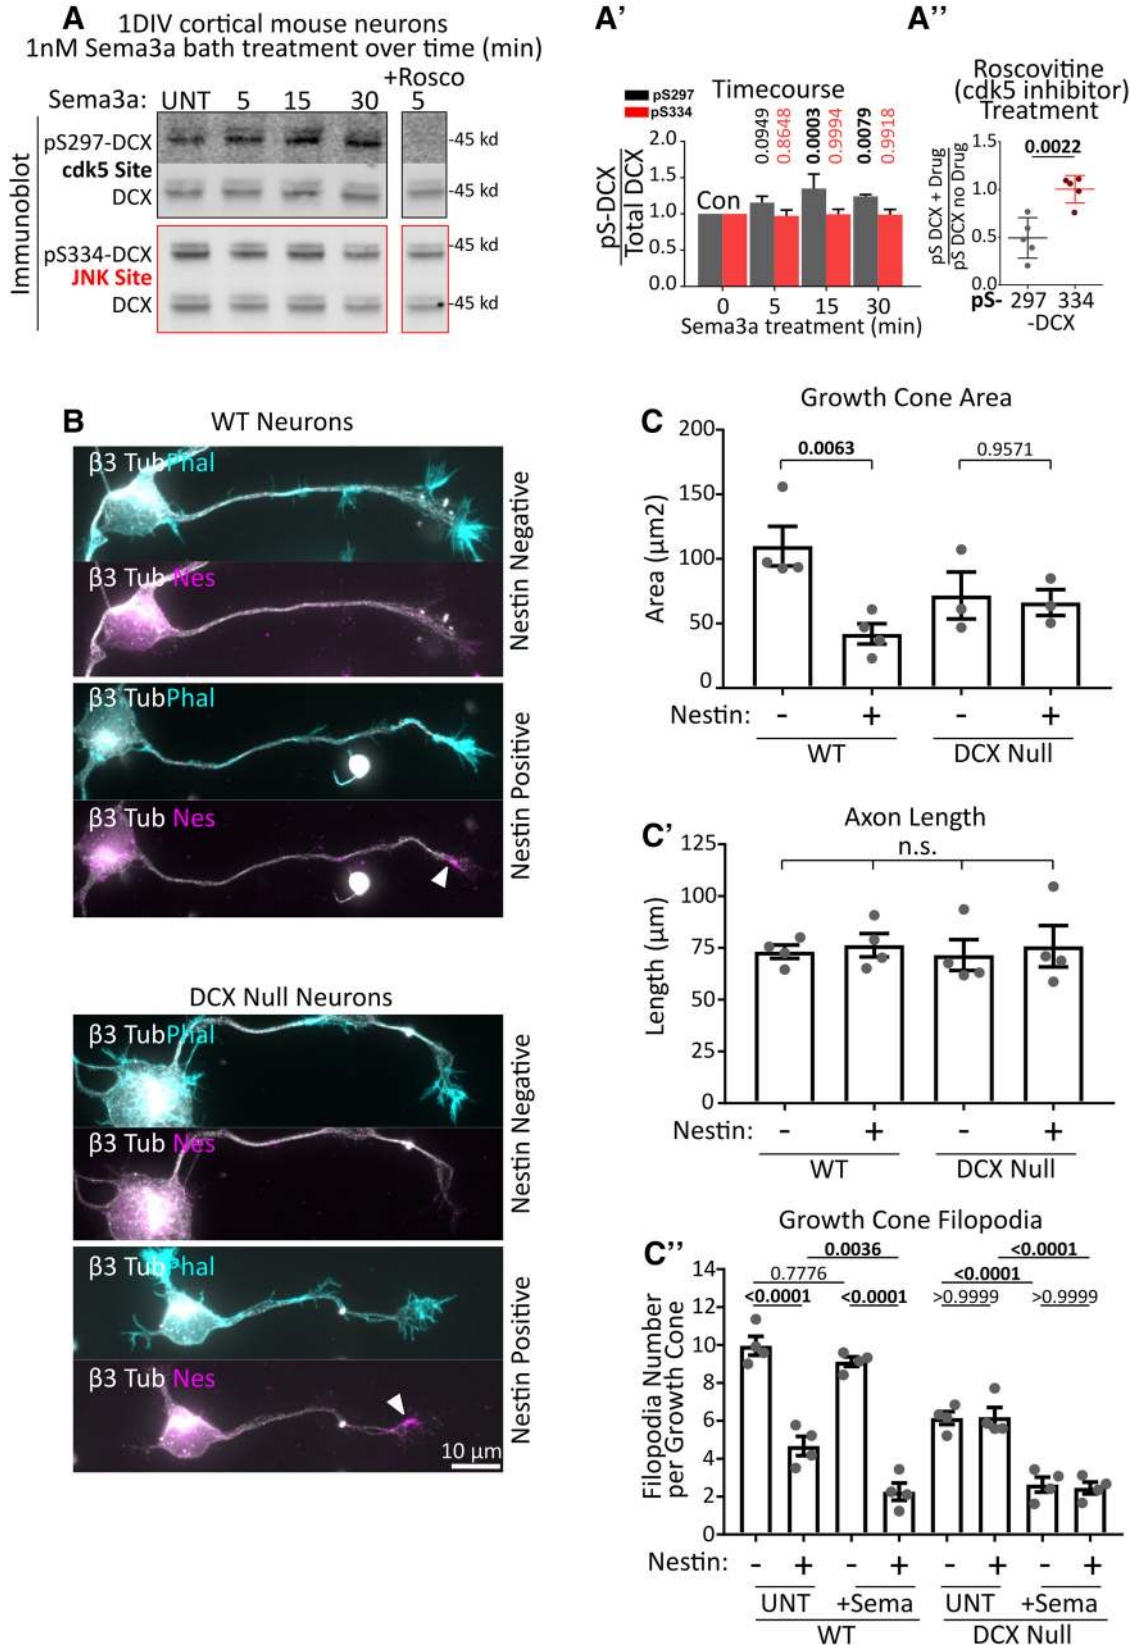 A
1DIV cortical mouse neurons
1nM Sema3a bath treatment over time (min)
+Rosco
Sema3a: UNT 5 15 30 5
Immunoblot
pS297-DCX
-45 kd
cdk5 Site
DCX
-45 kd
pS334-DCX
-45 kd
JNK Site
DCX
-45 kd
A'
pS297
pS334
Timecourse
0.0949
0.8648
0.0003
0.9994
0.0079
0.9918
pS-DCX
Total DCX
2.0
1.5
1.0
0.5
0.0
Con
0 5 15 30
Sema3a treatment (min)
A''
Roscovitine
(cdk5 inhibitor)
Treatment
pS DCX + Drug
pS DCX no Drug
1.5
1.0
0.5
0.0
0.0022
pS- 297 334
-DCX
B
WT Neurons
β3 TubPhal
β3 Tub Nes
Nestin Negative
β3 TubPhal
β3 Tub Nes
Nestin Positive
DCX Null Neurons
β3 TubPhal
β3 Tub Nes
Nestin Negative
β3 TubPhal
β3 Tub Nes
Nestin Positive
10 µm
C
Growth Cone Area
Area (µm2)
200
150
100
50
0
0.0063
0.9571
Nestin: - + - +
WT DCX Null
C'
Axon Length
n.s.
Length (µm)
125
100
75
50
25
0
Nestin: - + - +
WT DCX Null
C''
Growth Cone Filopodia
0.0036 <0.0001
0.7776 <0.0001
<0.0001 <0.0001 >0.9999 >0.9999
Filopodia Number
per Growth Cone
14
12
10
8
6
4
2
0
Nestin: - + - + - + - +
UNT +Sema UNT +Sema
WT DCX Null